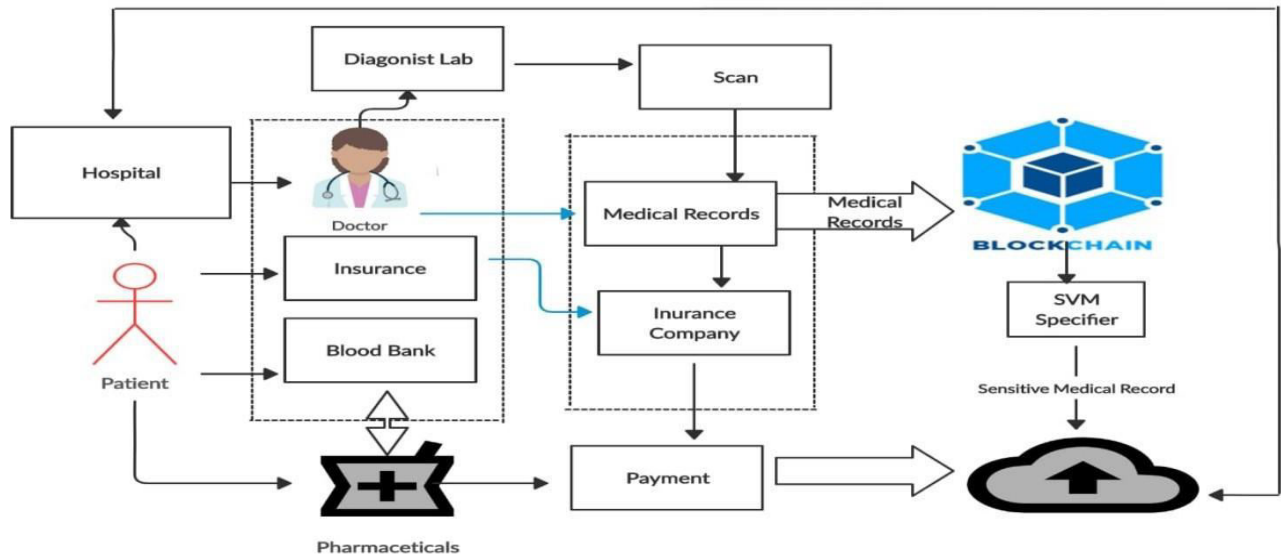 Diagonist Lab
Scan
Hospital
Doctor
Medical Records
Medical
Records
BLOCKCHAIN
Insurance
Inurance
Company
SVM
Specifier
Blood Bank
Patient
Sensitive Medical Record
Payment
Pharmaceticals